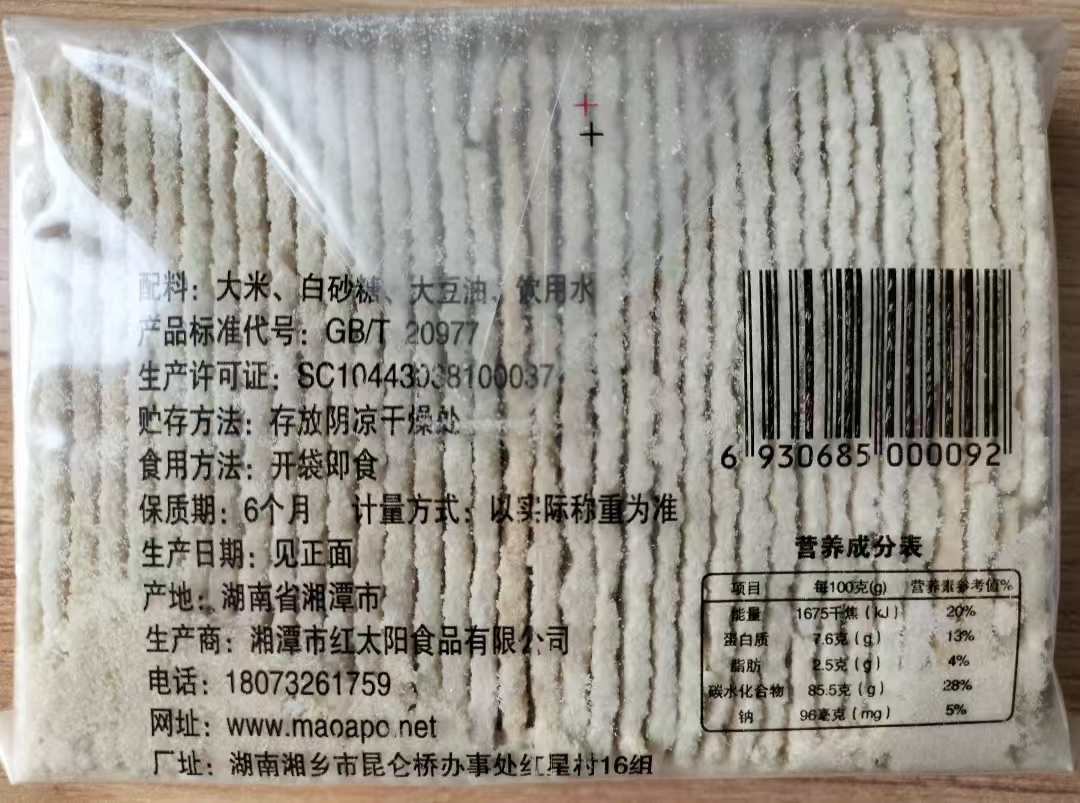 配料：大米、白砂糖、大豆油、饮用水
产品标准代号：GB/T 20977
生产许可证：SC10443038100037
贮存方法：存放阴凉干燥处
食用方法：开袋即食
保质期：6个月 计量方式：以实际称重为准
生产日期：见正面
产地：湖南省湘潭市
生产商：湘潭市红太阳食品有限公司
电话：18073261759
网址：www.maoapo.net
厂址：湖南湘乡市昆仑桥办事处红星村16组
6 930685 000092
营养成分表
项目 每100克(g) 营养素参考值%
能量 1675千焦（kJ） 20%
蛋白质 7.6克（g） 13%
脂肪 2.5克（g） 4%
碳水化合物 85.5克（g） 28%
钠 96毫克（mg） 5%